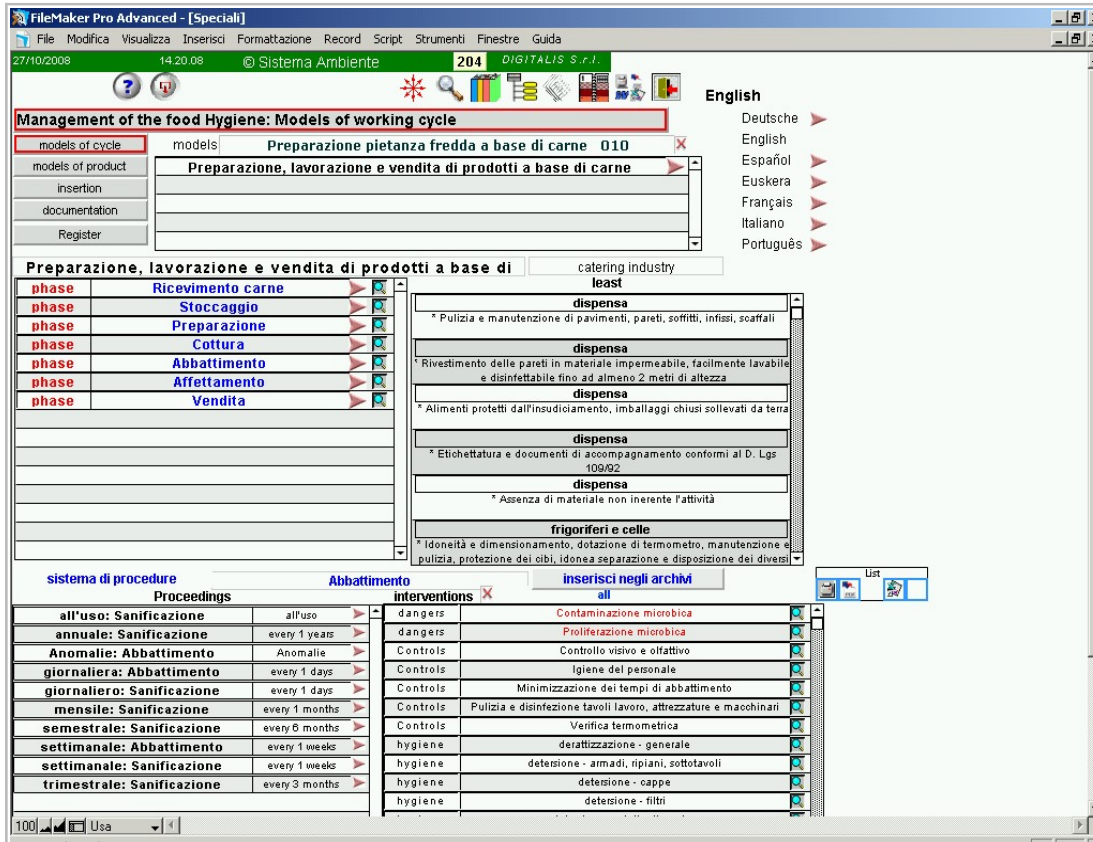 FileMaker Pro Advanced - [Speciali]
File Modifica Visualizza Inserisci Formattazione Record Script Strumenti Finestre Guida
27/10/2008 14.20.08 © Sistema Ambiente 204 DIGITALIS S.r.l.
English
Management of the food Hygiene: Models of working cycle
Deutsche
English
Español
Euskera
Français
Italiano
Português
models of cycle
models of product
insertion
documentation
Register
models Preparazione pietanza fredda a base di carne 010
Preparazione, lavorazione e vendita di prodotti a base di carne
Preparazione, lavorazione e vendita di prodotti a base di
catering industry
phase Ricevimento carne
phase Stoccaggio
phase Preparazione
phase Cottura
phase Abbattimento
phase Affettamento
phase Vendita
least
dispensa
* Pulizia e manutenzione di pavimenti, pareti, soffitti, infissi, scaffali
dispensa
* Rivestimento delle pareti in materiale impermeabile, facilmente lavabile
e disinfettabile fino ad almeno 2 metri di altezza
dispensa
* Alimenti protetti dall'insudiciamento, imballaggi chiusi sollevati da terra
dispensa
* Etichettatura e documenti di accompagnamento conformi al D. Lgs
109/92
dispensa
* Assenza di materiale non inerente l'attività
frigoriferi e celle
* Idoneità e dimensionamento, dotazione di termometro, manutenzione e
pulizia, protezione dei cibi, idonea separazione e disposizione dei diversi
sistema di procedure Abbattimento inserisci negli archivi
List
Proceedings
all'uso: Sanificazione all'uso
annuale: Sanificazione every 1 years
Anomalie: Abbattimento Anomalie
giornaliera: Abbattimento every 1 days
giornaliero: Sanificazione every 1 days
mensile: Sanificazione every 1 months
semestrale: Sanificazione every 6 months
settimanale: Abbattimento every 1 weeks
settimanale: Sanificazione every 1 weeks
trimestrale: Sanificazione every 3 months
interventions all
dangers Contaminazione microbica
dangers Proliferazione microbica
Controls Controllo visivo e olfattivo
Controls Igiene del personale
Controls Minimizzazione dei tempi di abbattimento
Controls Pulizia e disinfezione tavoli lavoro, attrezzature e macchinari
Controls Verifica termometrica
hygiene derattizzazione - generale
hygiene detersione - armadi, ripiani, sottotavoli
hygiene detersione - cappe
hygiene detersione - filtri
100 Usa